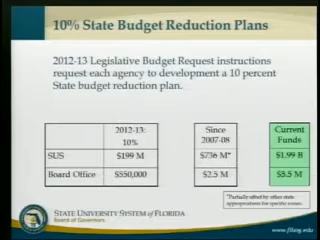 10% State Budget Reduction Plans
2012-13 Legislative Budget Request instructions
request each agency to development a 10 percent
State budget reduction plan.
2012-13: Since Current
10% 2007-08 Funds
SUS $199 M $736 M* $1.99 B
Board Office $550,000 $2.5 M $5.5 M
*Partially offset by other state
appropriations for specific issues.
STATE UNIVERSITY SYSTEM of FLORIDA
Board of Governors
www.flbog.edu